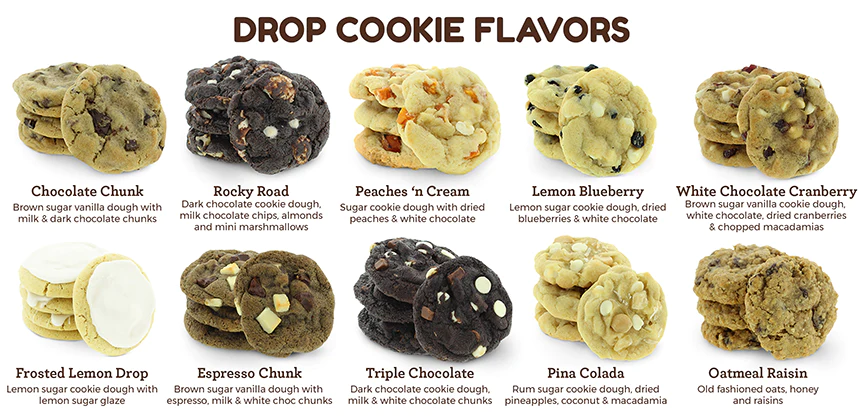 DROP COOKIE FLAVORS
Chocolate Chunk
Brown sugar vanilla dough with
milk & dark chocolate chunks
Rocky Road
Dark chocolate cookie dough,
milk chocolate chips, almonds
and mini marshmallows
Peaches ‘n Cream
Sugar cookie dough with dried
peaches & white chocolate
Lemon Blueberry
Lemon sugar cookie dough, dried
blueberries & white chocolate
White Chocolate Cranberry
Brown sugar vanilla cookie dough,
white chocolate, dried cranberries
& chopped macadamias
Frosted Lemon Drop
Lemon sugar cookie dough with
lemon sugar glaze
Espresso Chunk
Brown sugar vanilla dough with
espresso, milk & white choc chunks
Triple Chocolate
Dark chocolate cookie dough,
milk & white chocolate chunks
Pina Colada
Rum sugar cookie dough, dried
pineapples, coconut & macadamia
Oatmeal Raisin
Old fashioned oats, honey
and raisins